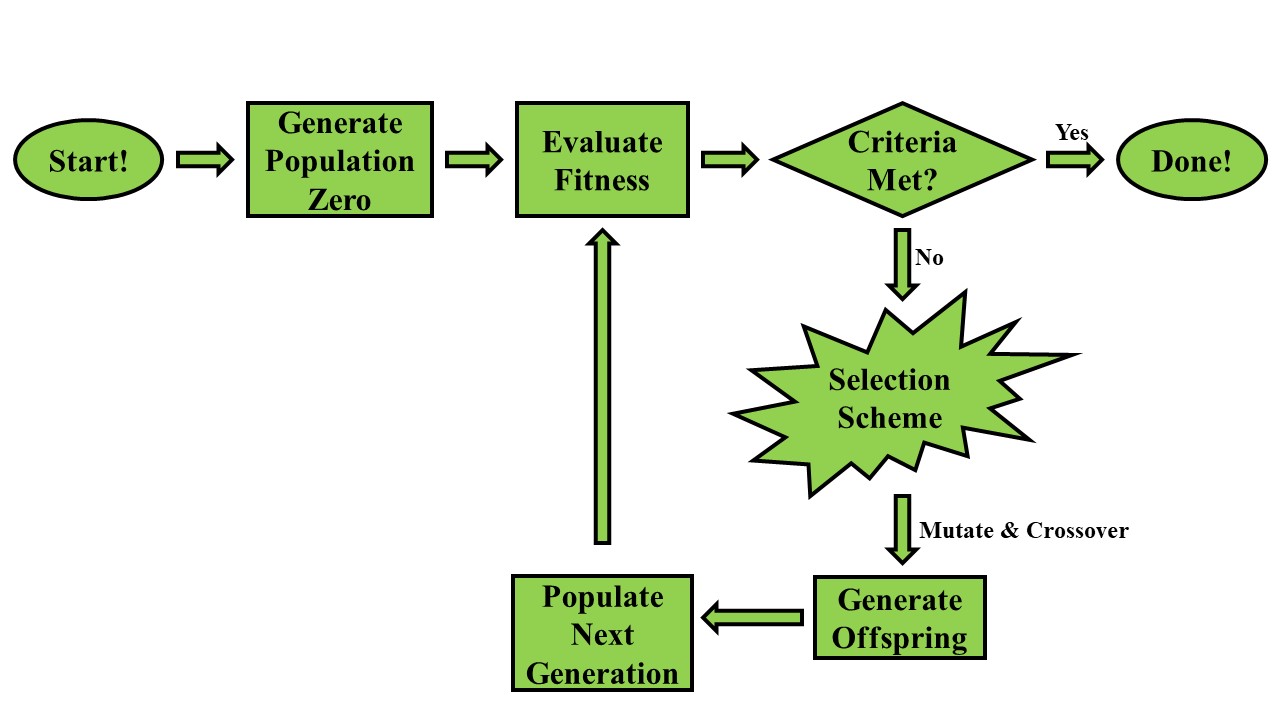 Start!
Generate
Population
Zero
Evaluate
Fitness
Criteria
Met?
Yes
Done!
No
Selection
Scheme
Mutate & Crossover
Generate
Offspring
Populate
Next
Generation